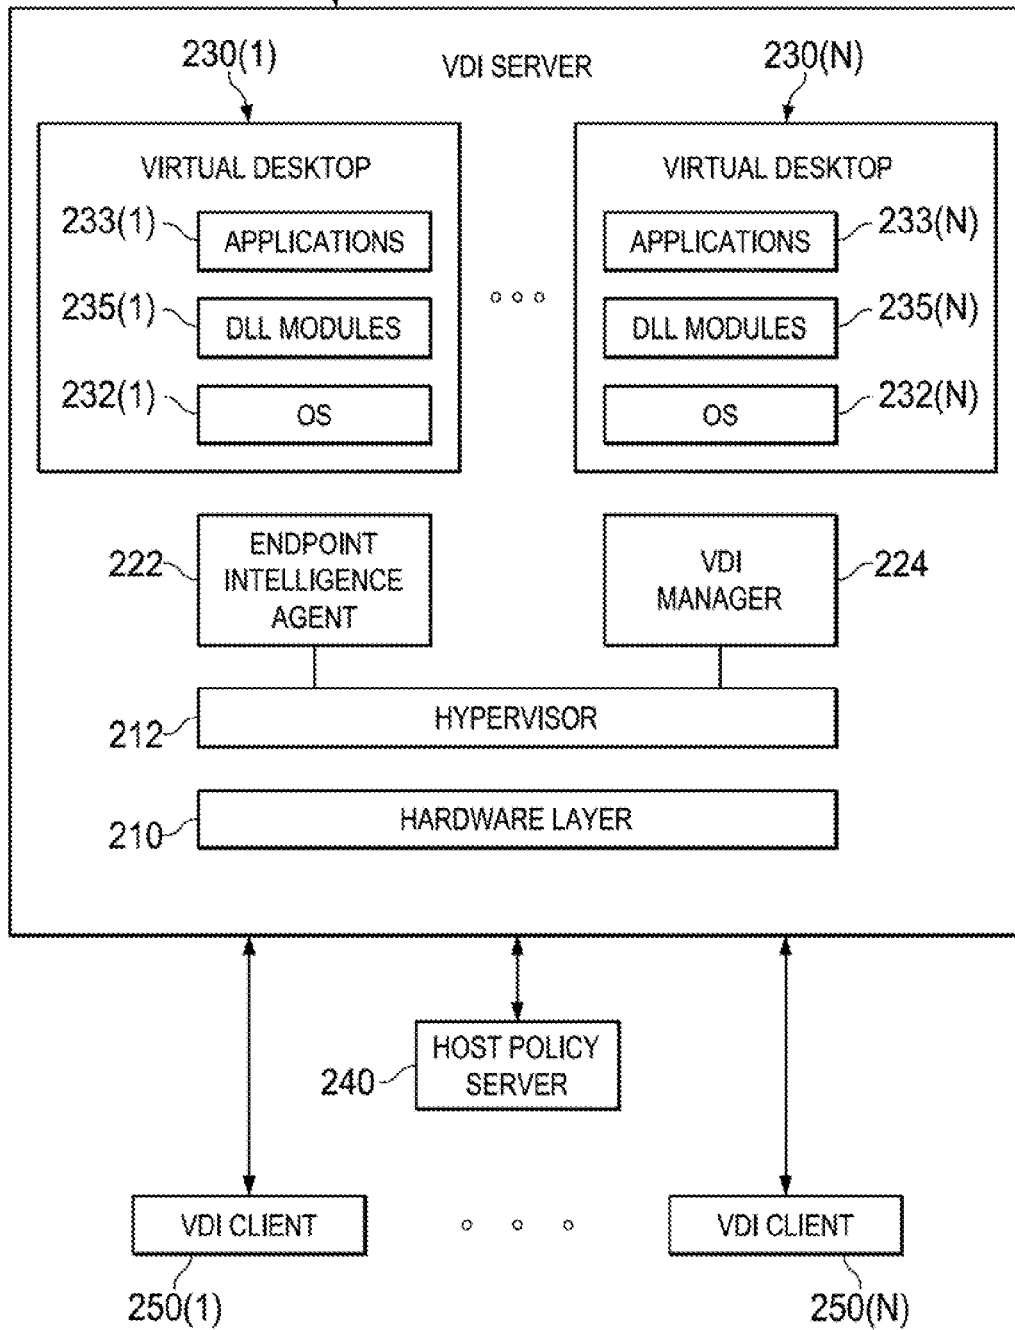 230(1)
VDI SERVER
230(N)
VIRTUAL DESKTOP
VIRTUAL DESKTOP
233(1)
APPLICATIONS
APPLICATIONS
233(N)
235(1)
DLL MODULES
DLL MODULES
235(N)
232(1)
OS
OS
232(N)
222
ENDPOINT
INTELLIGENCE
AGENT
VDI
MANAGER
224
HYPERVISOR
212
HARDWARE LAYER
210
HOST POLICY
SERVER
240
VDI CLIENT
VDI CLIENT
250(1)
250(N)